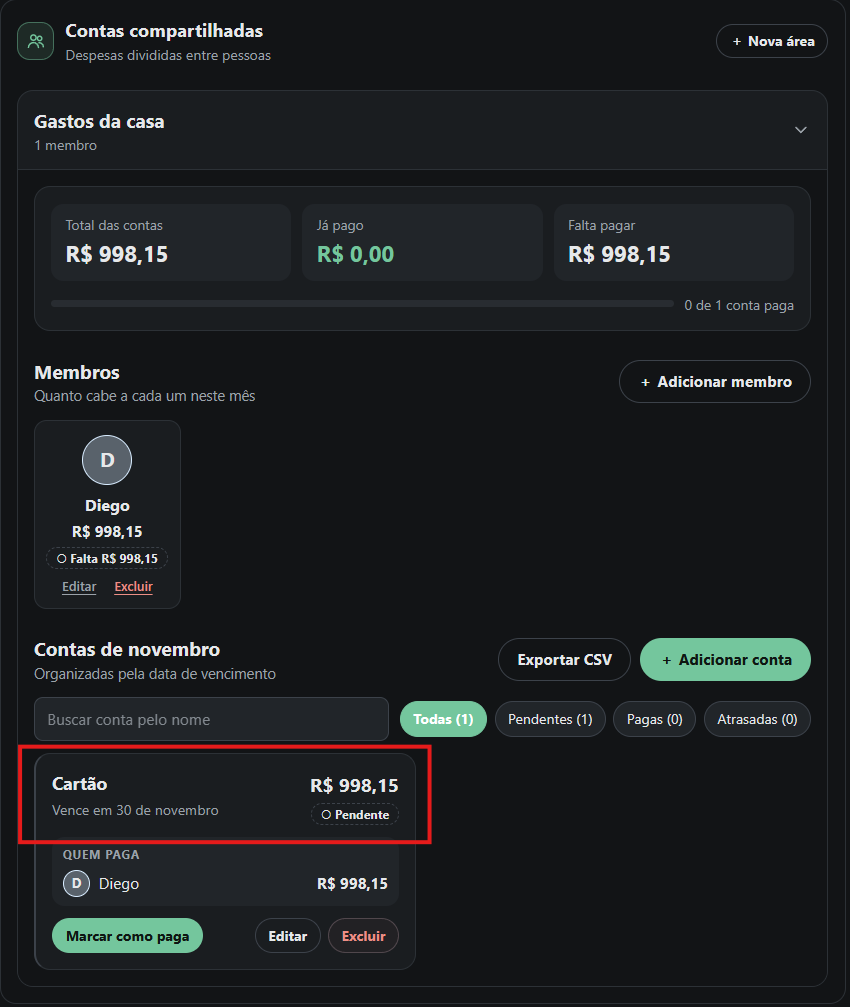 Contas compartilhadas
Despesas divididas entre pessoas
+ Nova área
Gastos da casa
1 membro
Total das contas
R$ 998,15
Já pago
R$ 0,00
Falta pagar
R$ 998,15
0 de 1 conta paga
Membros
Quanto cabe a cada um neste mês
+ Adicionar membro
D
Diego
R$ 998,15
Falta R$ 998,15
Editar Excluir
Contas de novembro
Organizadas pela data de vencimento
Exportar CSV
+ Adicionar conta
Buscar conta pelo nome
Todas (1)
Pendentes (1)
Pagas (0)
Atrasadas (0)
Cartão
R$ 998,15
Vence em 30 de novembro
Pendente
QUEM PAGA
D Diego
R$ 998,15
Marcar como paga
Editar
Excluir